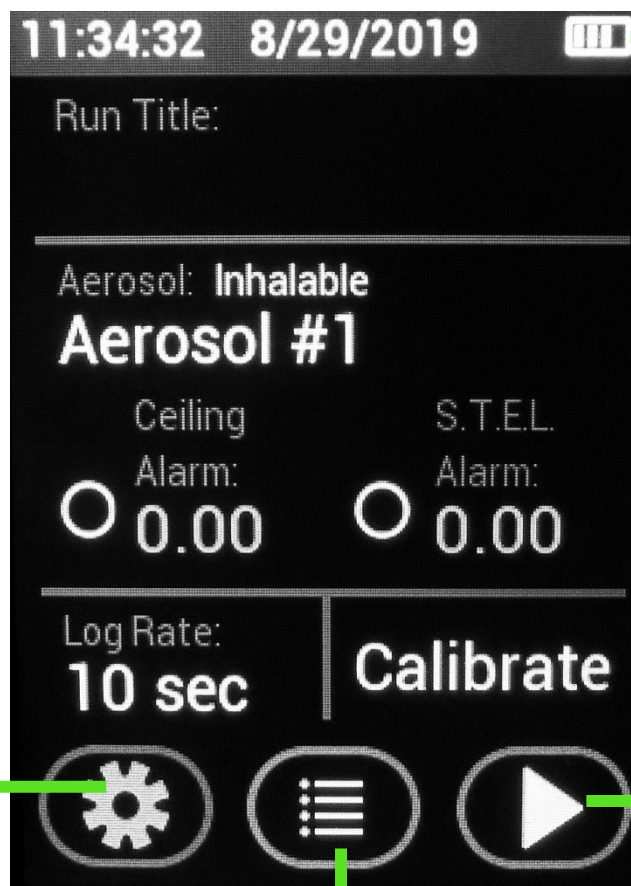 11:34:32 8/29/2019
Run Title:
Aerosol: Inhalable
Aerosol #1
Ceiling S.T.E.L.
Alarm: Alarm:
0.00 0.00
Log Rate:
10 sec
Calibrate